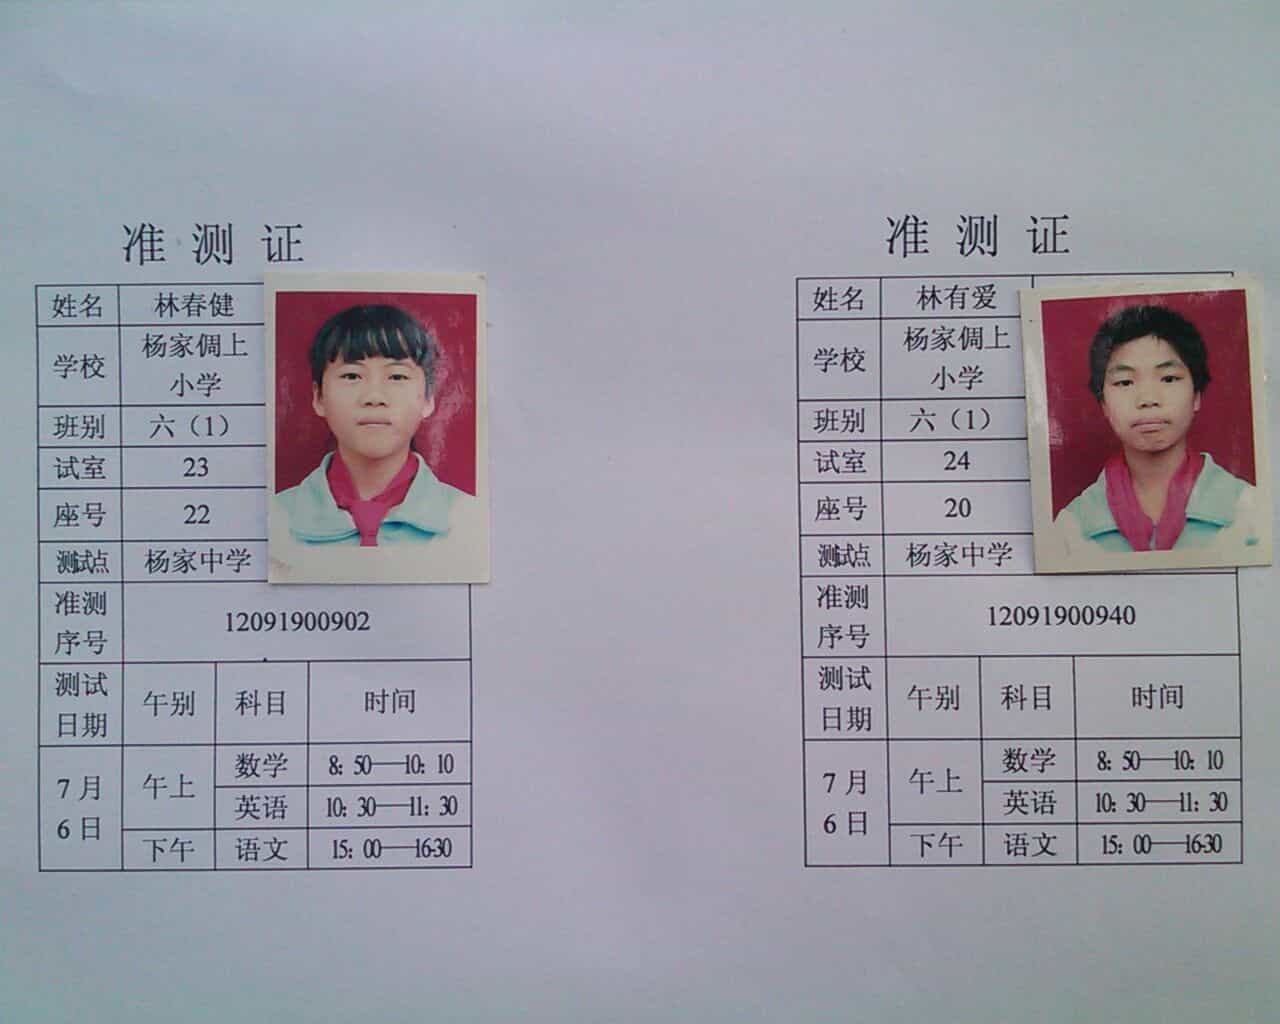 准 测 证
姓名 林春健
学校 杨家倜上
小学
班别 六（1）
试室 23
座号 22
测试点 杨家中学
准测
序号 12091900902
测试
日期 午别 科目 时间
7月
6日 午上 数学 8：50—10：10
英语 10：30—11：30
下午 语文 15：00—16-30
准 测 证
姓名 林有爱
学校 杨家倜上
小学
班别 六（1）
试室 24
座号 20
测试点 杨家中学
准测
序号 12091900940
测试
日期 午别 科目 时间
7月
6日 午上 数学 8：50—10：10
英语 10：30—11：30
下午 语文 15：00—16-30